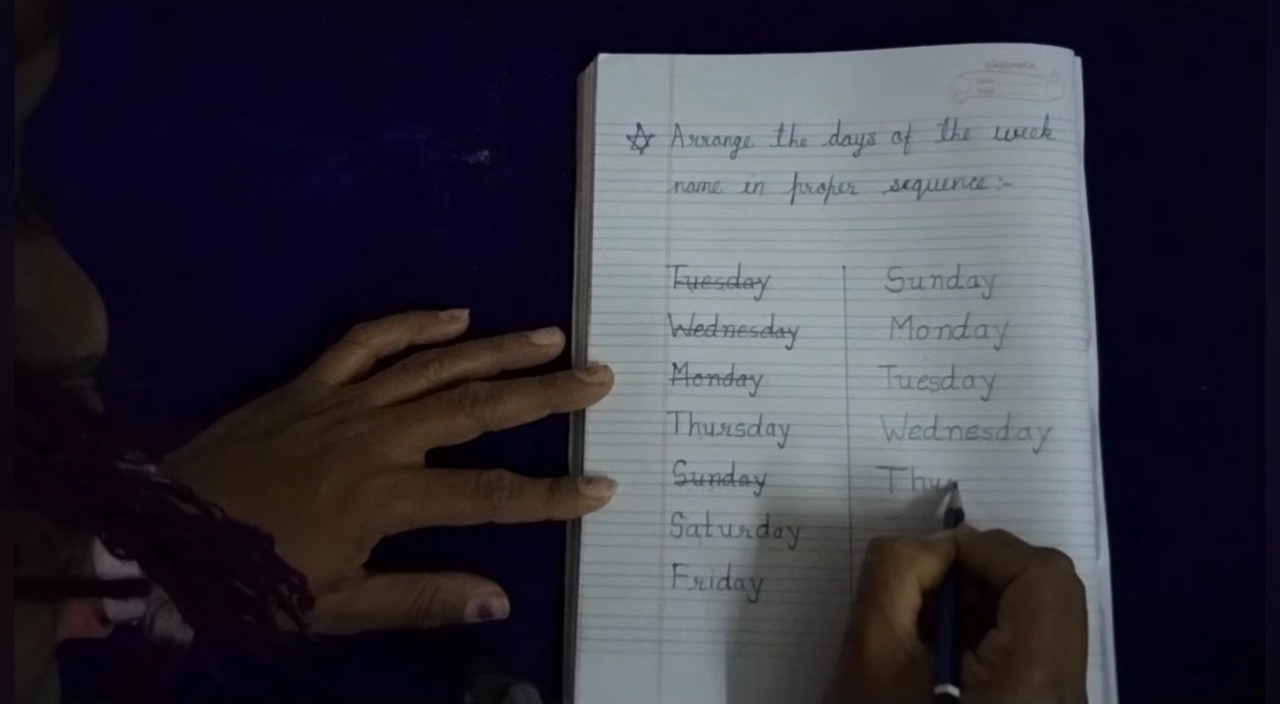 ☆ Arrange the days of the week
name in proper sequence:-
Tuesday Sunday
Wednesday Monday
Monday Tuesday
Thursday Wednesday
Sunday Thu
Saturday
Friday